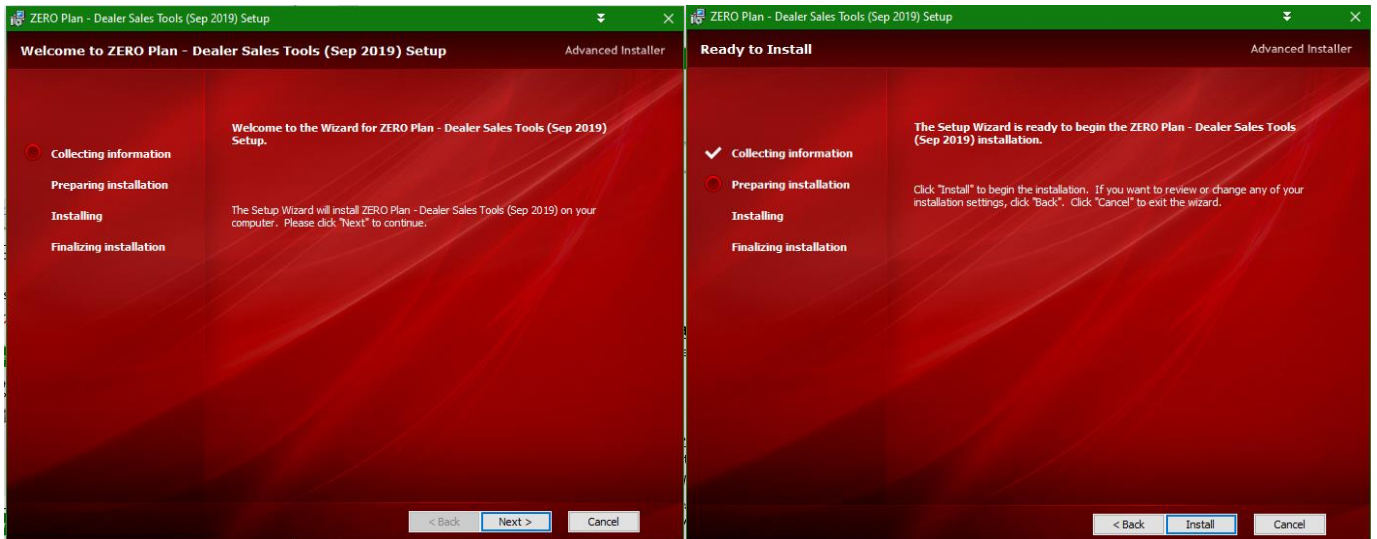 ZERO Plan - Dealer Sales Tools (Sep 2019) Setup
Welcome to ZERO Plan - Dealer Sales Tools (Sep 2019) Setup
Advanced Installer
Collecting information
Preparing installation
Installing
Finalizing installation
Welcome to the Wizard for ZERO Plan - Dealer Sales Tools (Sep 2019)
Setup.
The Setup Wizard will install ZERO Plan - Dealer Sales Tools (Sep 2019) on your
computer. Please click "Next" to continue.
< Back
Next >
Cancel
ZERO Plan - Dealer Sales Tools (Sep 2019) Setup
Ready to Install
Advanced Installer
Collecting information
Preparing installation
Installing
Finalizing installation
The Setup Wizard is ready to begin the ZERO Plan - Dealer Sales Tools
(Sep 2019) installation.
Click "Install" to begin the installation. If you want to review or change any of your
installation settings, click "Back". Click "Cancel" to exit the wizard.
< Back
Install
Cancel